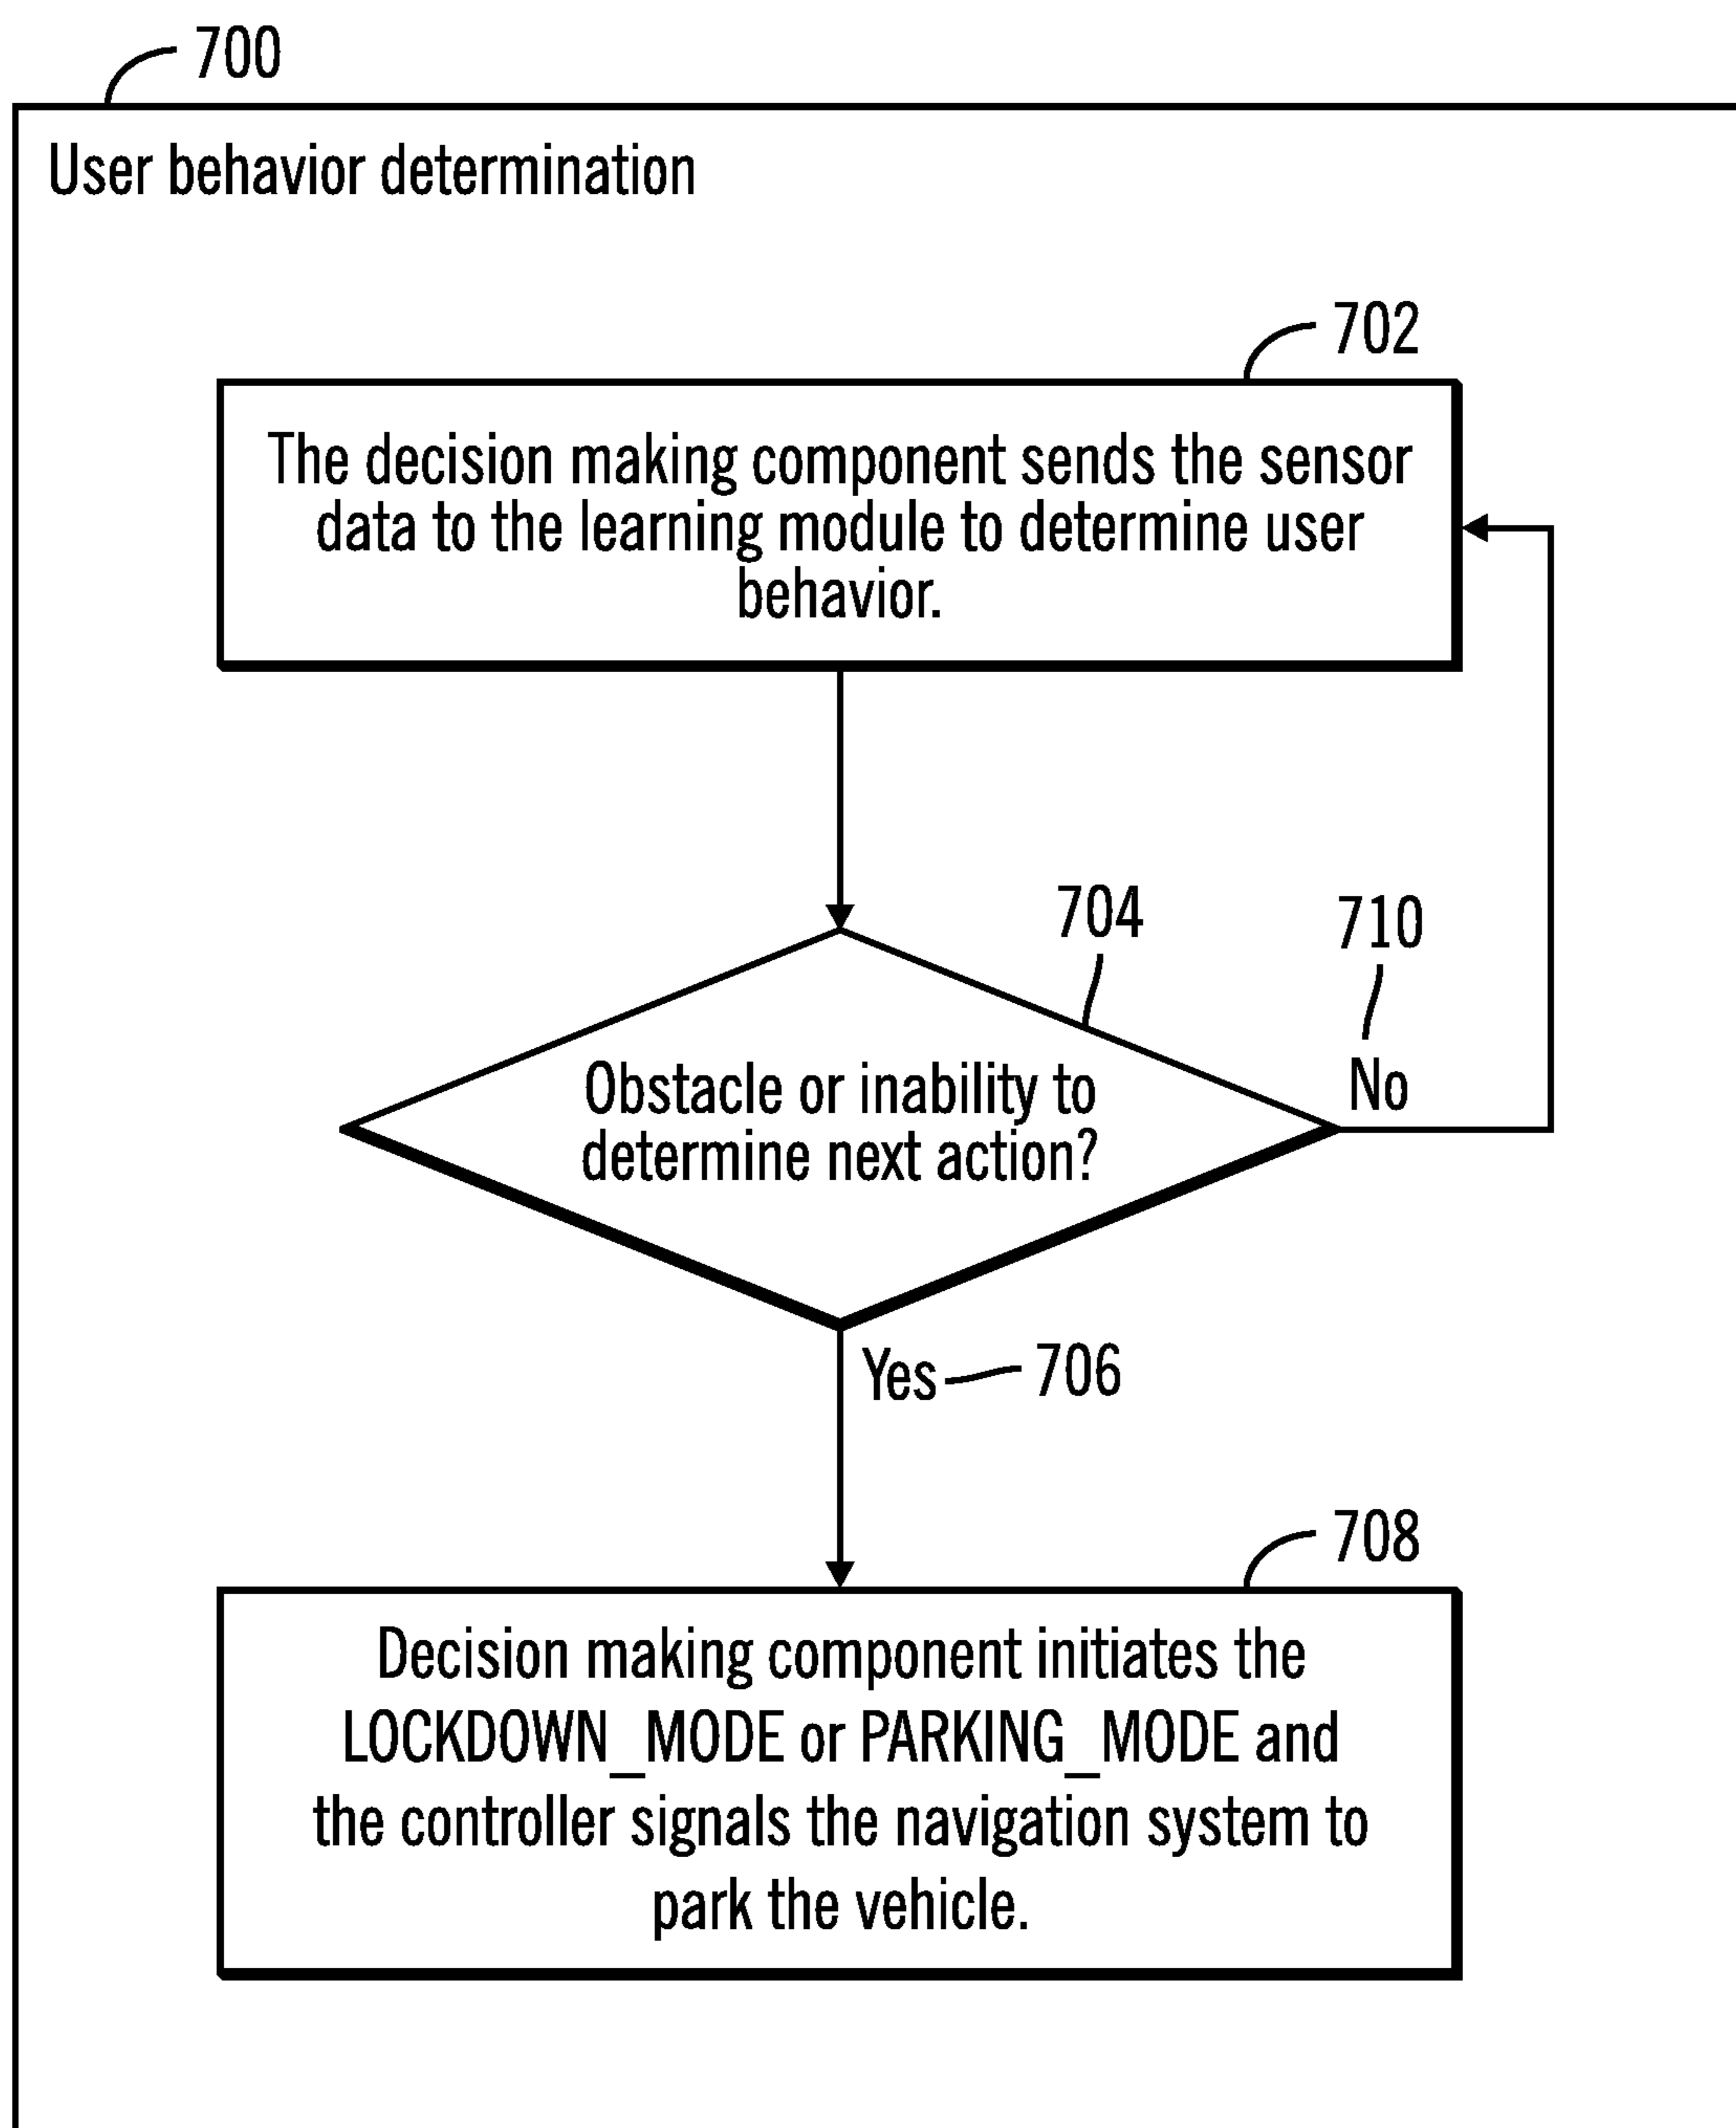 700
User behavior determination
702
The decision making component sends the sensor
data to the learning module to determine user
behavior.
704
710
Obstacle or inability to
determine next action?
No
Yes
706
708
Decision making component initiates the
LOCKDOWN_MODE or PARKING_MODE and
the controller signals the navigation system to
park the vehicle.